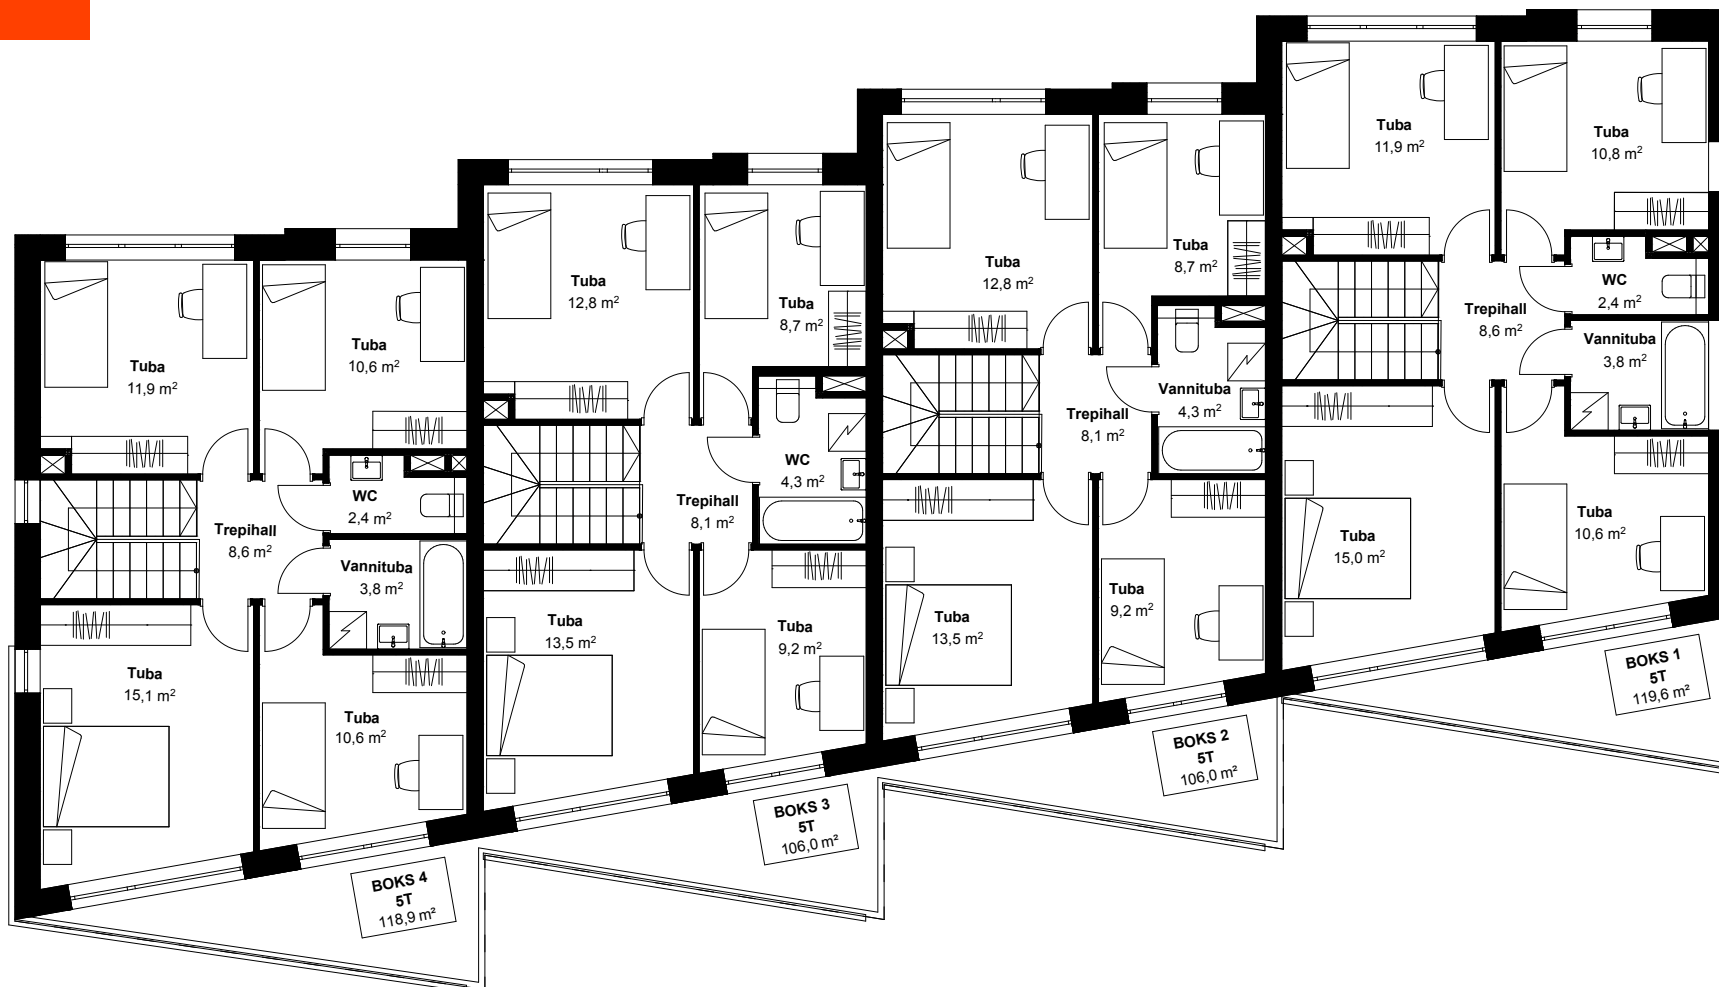 Tuba
11,9 m²
Tuba
10,6 m²
WC
2,4 m²
Trepihall
8,6 m²
Vannituba
3,8 m²
Tuba
15,1 m²
Tuba
10,6 m²
BOKS 4
5T
118,9 m²
Tuba
12,8 m²
Tuba
8,7 m²
WC
4,3 m²
Trepihall
8,1 m²
Tuba
13,5 m²
Tuba
9,2 m²
BOKS 3
5T
106,0 m²
Tuba
12,8 m²
Tuba
8,7 m²
Vannituba
4,3 m²
Trepihall
8,1 m²
Tuba
13,5 m²
Tuba
9,2 m²
BOKS 2
5T
106,0 m²
Tuba
11,9 m²
Tuba
10,8 m²
WC
2,4 m²
Trepihall
8,6 m²
Vannituba
3,8 m²
Tuba
15,0 m²
Tuba
10,6 m²
BOKS 1
5T
119,6 m²